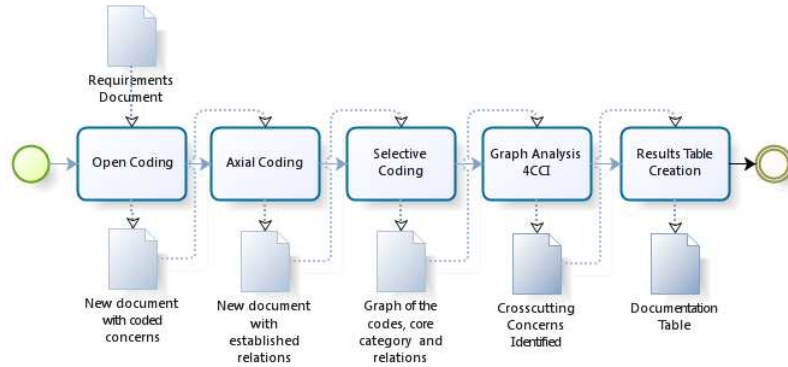 Requirements
Document
Open Coding
Axial Coding
Selective
Coding
Graph Analysis
4CCI
Results Table
Creation
New document
with coded
concerns
New document
with
established
relations
Graph of the
codes, core
category and
relations
Crosscutting
Concerns
Identified
Documentation
Table